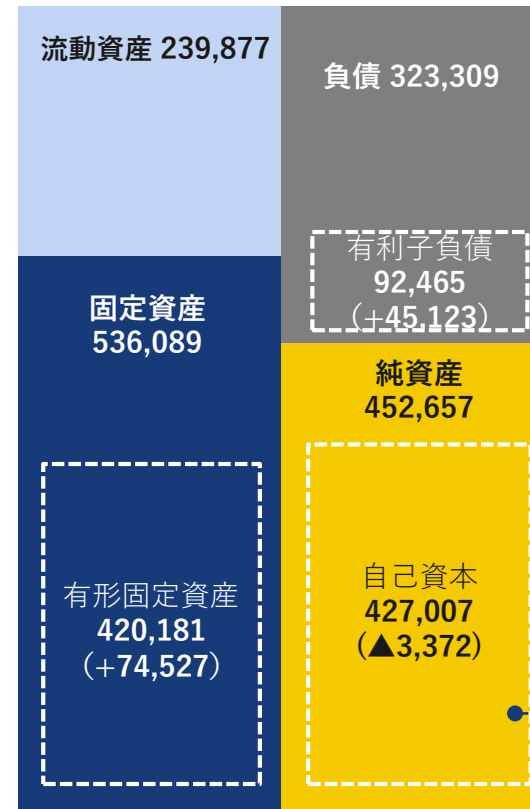 流動資産 239,877
固定資産
536,089
有形固定資産
420,181
(+74,527)
負債 323,309
有利子負債
92,465
(+45,123)
純資産
452,657
自己資本
427,007
(▲3,372)